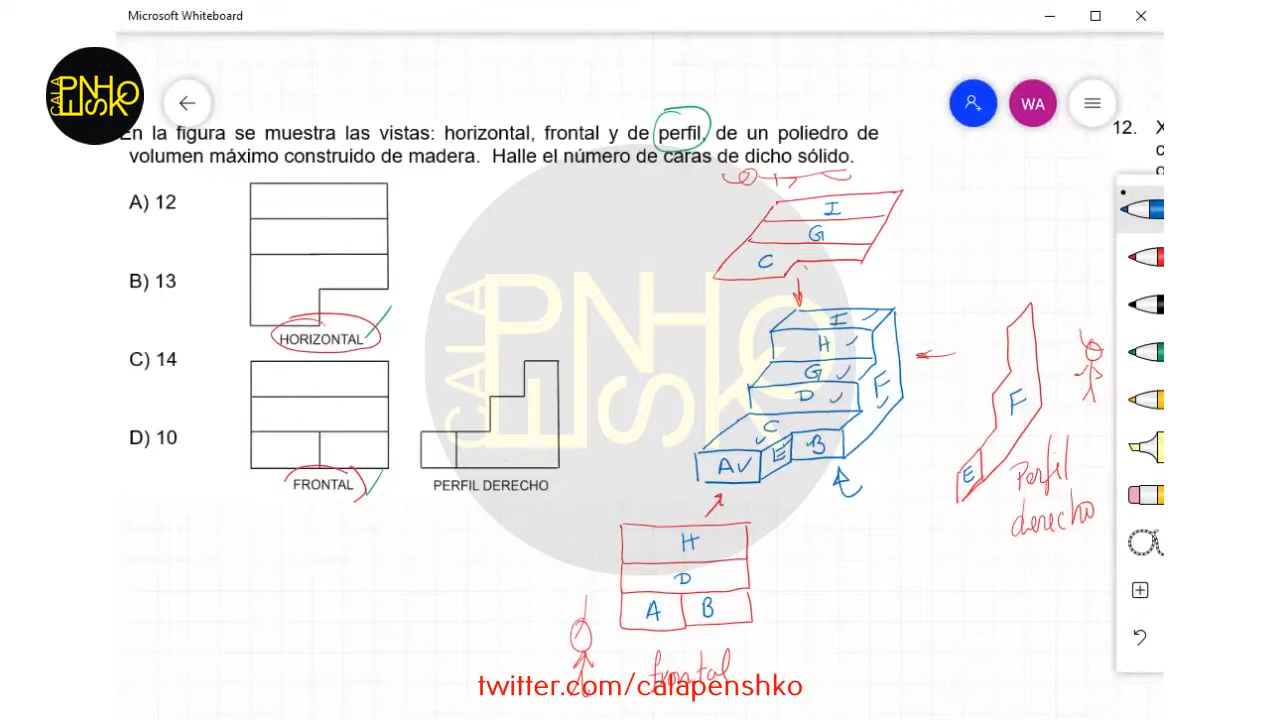 Microsoft Whiteboard
CALA
PENHOSK
WA
En la figura se muestra las vistas: horizontal, frontal y de perfil, de un poliedro de
volumen máximo construido de madera. Halle el número de caras de dicho sólido.
12. X
c
A) 12
B) 13
C) 14
D) 10
HORIZONTAL
FRONTAL
PERFIL DERECHO
I
G
C
I
H
G
D
F
C
E
B
A
F
E
Perfil
derecho
H
D
A B
frontal
twitter.com/calapenshko